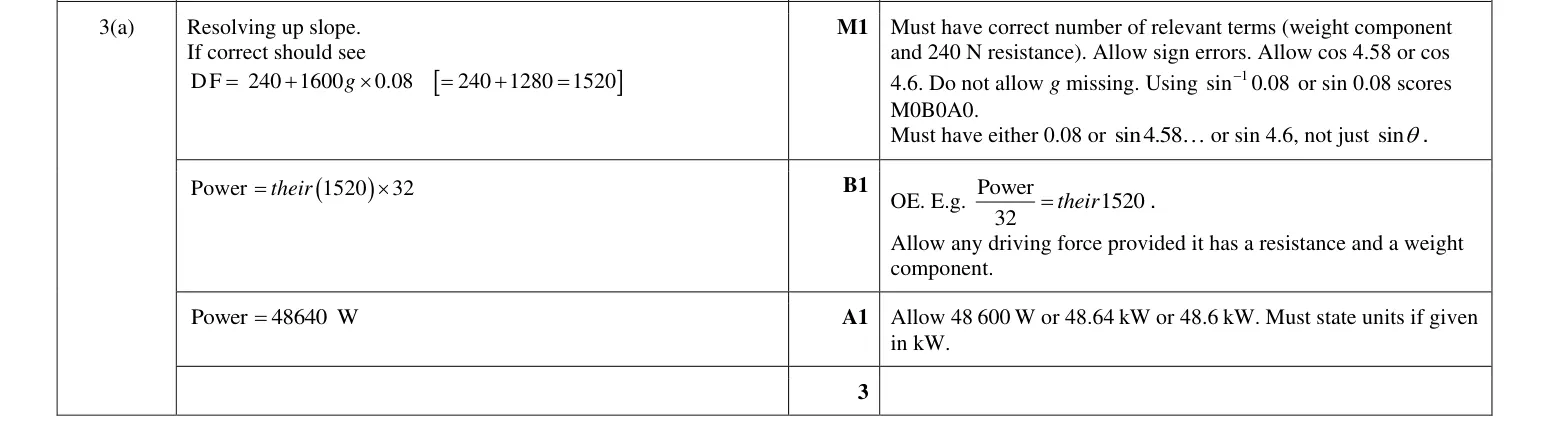 3(a)
Resolving up slope.
If correct should see
DF = 240 + 1600g × 0.08 [= 240 + 1280 = 1520]
M1
Must have correct number of relevant terms (weight component
and 240 N resistance). Allow sign errors. Allow cos 4.58 or cos
4.6. Do not allow g missing. Using sin⁻¹ 0.08 or sin 0.08 scores
M0B0A0.
Must have either 0.08 or sin 4.58… or sin 4.6, not just sin θ .
Power = their (1520) × 32
B1
OE. E.g. Power/32 = their 1520 .
Allow any driving force provided it has a resistance and a weight
component.
Power = 48640 W
A1
Allow 48 600 W or 48.64 kW or 48.6 kW. Must state units if given
in kW.
3